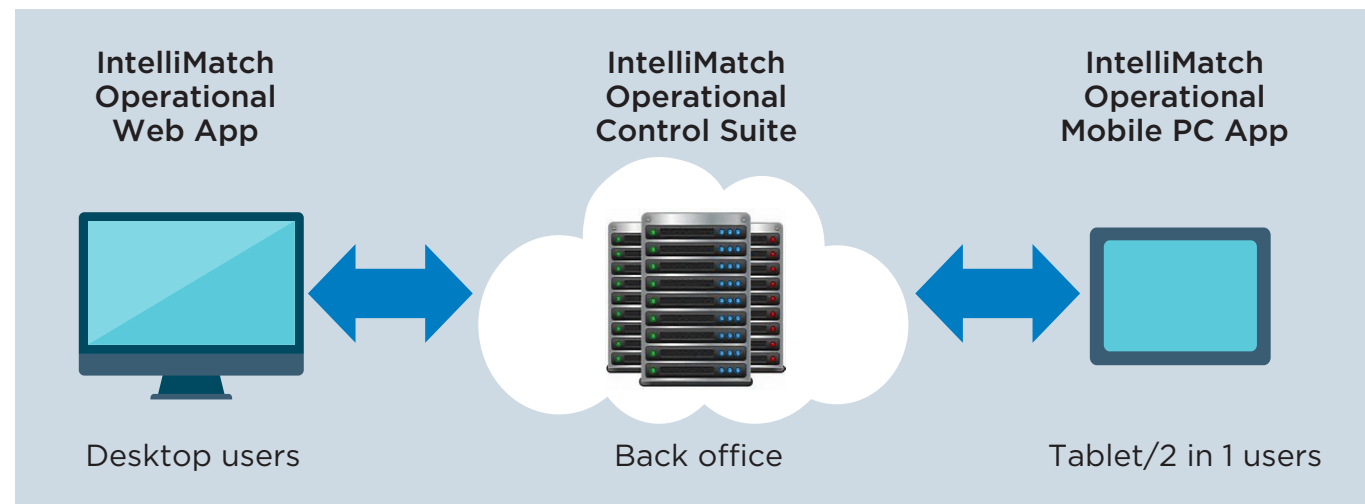 IntelliMatch
Operational
Web App
IntelliMatch
Operational
Control Suite
IntelliMatch
Operational
Mobile PC App
Desktop users
Back office
Tablet/2 in 1 users